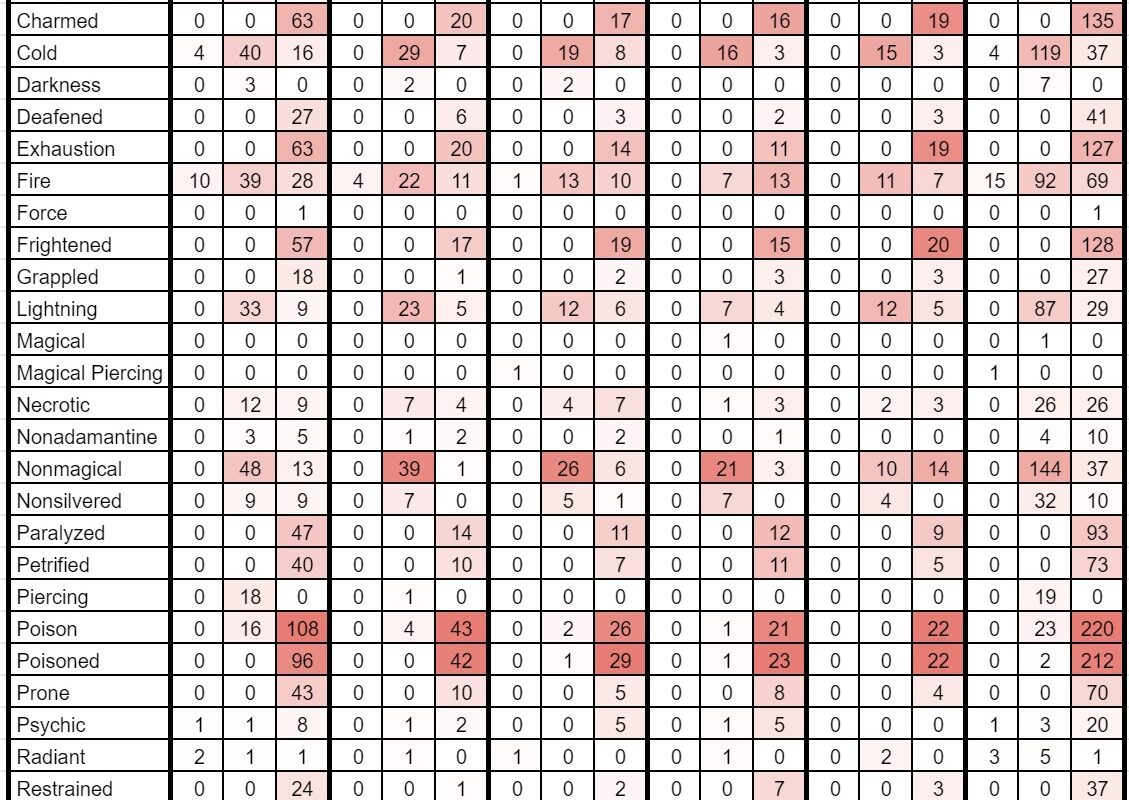 Charmed 0 0 63 0 0 20 0 0 17 0 0 16 0 0 19 0 0 135
Cold 4 40 16 0 29 7 0 19 8 0 16 3 0 15 3 4 119 37
Darkness 0 3 0 0 2 0 0 2 0 0 0 0 0 0 0 0 7 0
Deafened 0 0 27 0 0 6 0 0 3 0 0 2 0 0 3 0 0 41
Exhaustion 0 0 63 0 0 20 0 0 14 0 0 11 0 0 19 0 0 127
Fire 10 39 28 4 22 11 1 13 10 0 7 13 0 11 7 15 92 69
Force 0 0 1 0 0 0 0 0 0 0 0 0 0 0 0 0 0 1
Frightened 0 0 57 0 0 17 0 0 19 0 0 15 0 0 20 0 0 128
Grappled 0 0 18 0 0 1 0 0 2 0 0 3 0 0 3 0 0 27
Lightning 0 33 9 0 23 5 0 12 6 0 7 4 0 12 5 0 87 29
Magical 0 0 0 0 0 0 0 0 0 0 1 0 0 0 0 0 1 0
Magical Piercing 0 0 0 0 0 0 1 0 0 0 0 0 0 0 0 1 0 0
Necrotic 0 12 9 0 7 4 0 4 7 0 1 3 0 2 3 0 26 26
Nonadamantine 0 3 5 0 1 2 0 0 2 0 0 1 0 0 0 0 4 10
Nonmagical 0 48 13 0 39 1 0 26 6 0 21 3 0 10 14 0 144 37
Nonsilvered 0 9 9 0 7 0 0 5 1 0 7 0 0 4 0 0 32 10
Paralyzed 0 0 47 0 0 14 0 0 11 0 0 12 0 0 9 0 0 93
Petrified 0 0 40 0 0 10 0 0 7 0 0 11 0 0 5 0 0 73
Piercing 0 18 0 0 1 0 0 0 0 0 0 0 0 0 0 0 19 0
Poison 0 16 108 0 4 43 0 2 26 0 1 21 0 0 22 0 23 220
Poisoned 0 0 96 0 0 42 0 1 29 0 1 23 0 0 22 0 2 212
Prone 0 0 43 0 0 10 0 0 5 0 0 8 0 0 4 0 0 70
Psychic 1 1 8 0 1 2 0 0 5 0 1 5 0 0 0 1 3 20
Radiant 2 1 1 0 1 0 1 0 0 0 1 0 0 2 0 3 5 1
Restrained 0 0 24 0 0 1 0 0 2 0 0 7 0 0 3 0 0 37